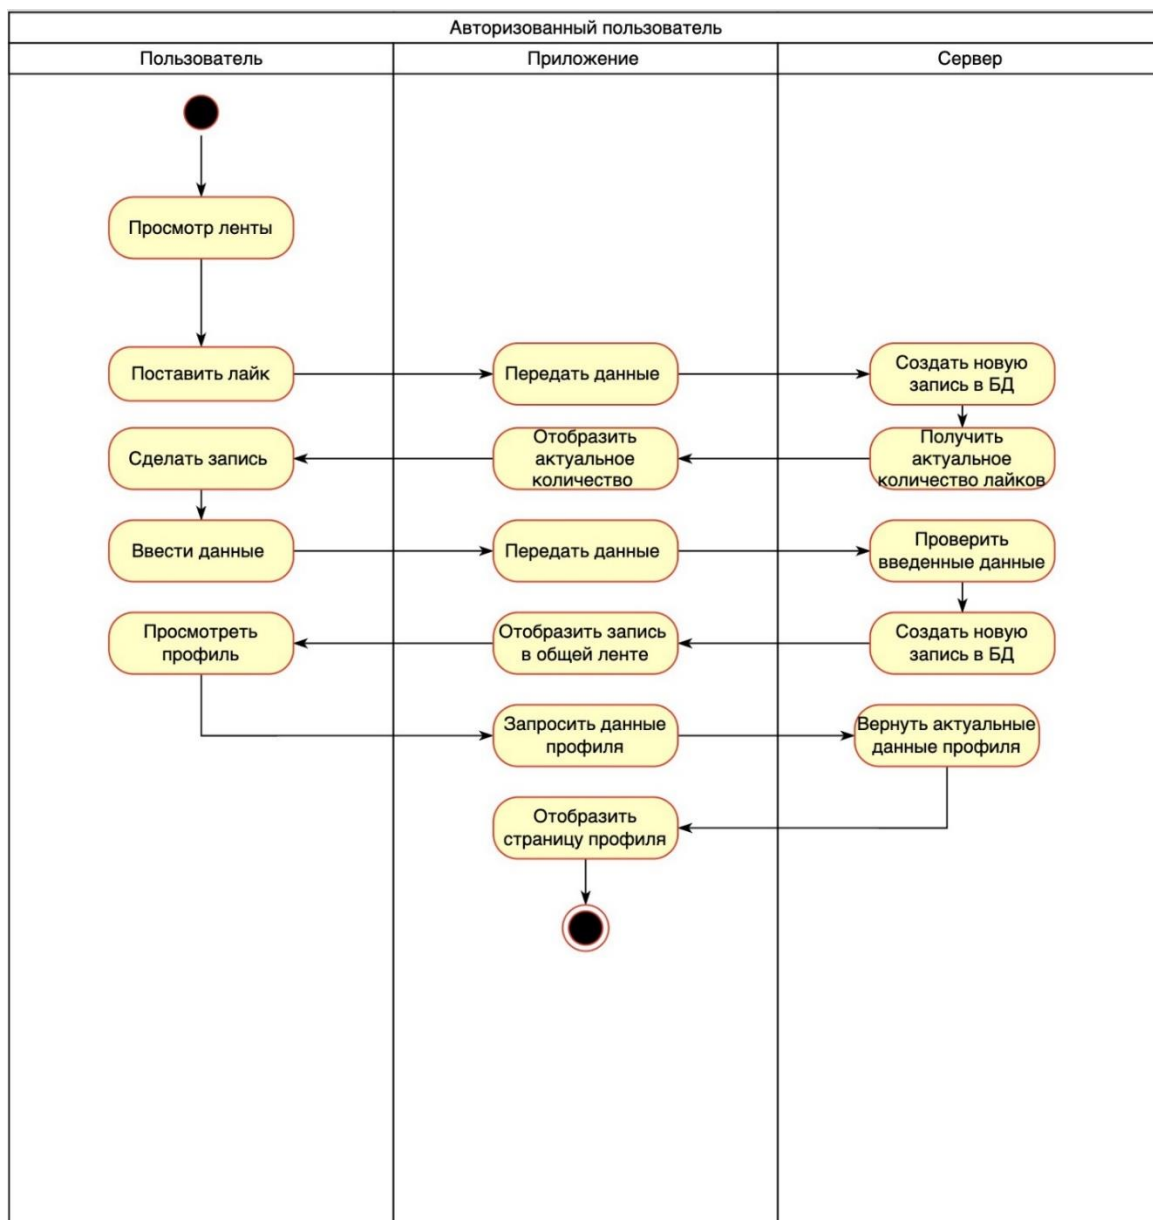 Авторизованный пользователь
Пользователь
Приложение
Сервер
Просмотр ленты
Поставить лайк
Передать данные
Создать новую
запись в БД
Сделать запись
Отобразить
актуальное
количество
Получить
актуальное
количество лайков
Ввести данные
Передать данные
Проверить
введенные данные
Просмотреть
профиль
Отобразить запись
в общей ленте
Создать новую
запись в БД
Запросить данные
профиля
Вернуть актуальные
данные профиля
Отобразить
страницу профиля